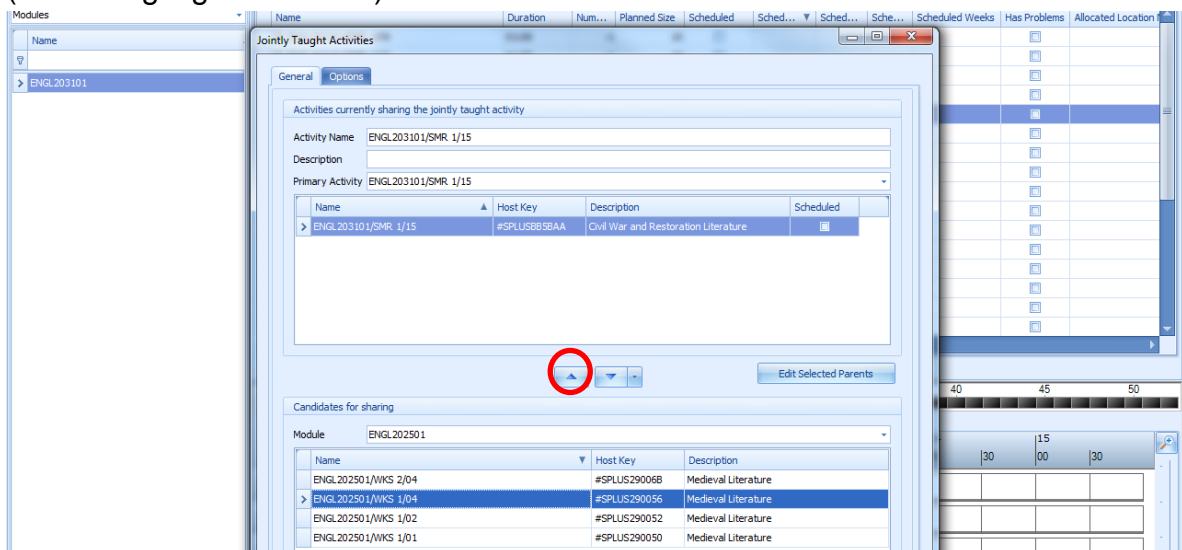 Modules
Name
ENGL203101
Name Duration Num... Planned Size Scheduled Sched... Sched... Sche... Scheduled Weeks Has Problems Allocated Location
Jointly Taught Activities
General Options
Activities currently sharing the jointly taught activity
Activity Name ENGL203101/SMR 1/15
Description
Primary Activity ENGL203101/SMR 1/15
Name Host Key Description Scheduled
ENGL203101/SMR 1/15 #SPLUSBB5BAA Civil War and Restoration Literature
Edit Selected Parents
40 45 50
Candidates for sharing
Module ENGL202501
15
30 00 30
Name Host Key Description
ENGL202501/WKS 2/04 #SPLUS29006B Medieval Literature
ENGL202501/WKS 1/04 #SPLUS290056 Medieval Literature
ENGL202501/WKS 1/02 #SPLUS290052 Medieval Literature
ENGL202501/WKS 1/01 #SPLUS290050 Medieval Literature